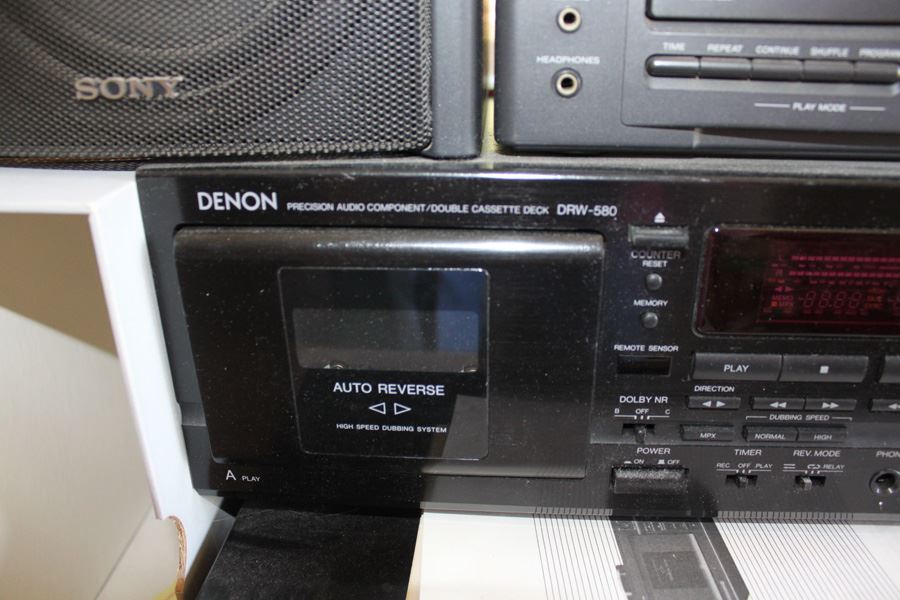 SONY
HEADPHONES
TIME REPEAT CONTINUE SHUFFLE
PLAY MODE
DENON PRECISION AUDIO COMPONENT/DOUBLE CASSETTE DECK DRW-580
COUNTER
RESET
MEMORY
REMOTE SENSOR
AUTO REVERSE
HIGH SPEED DUBBING SYSTEM
A PLAY
MEMO
MPX
PLAY
DIRECTION
DOLBY NR
B OFF C
DUBBING SPEED
MPX NORMAL HIGH
POWER
ON OFF
TIMER
REC OFF PLAY
REV. MODE
RELAY